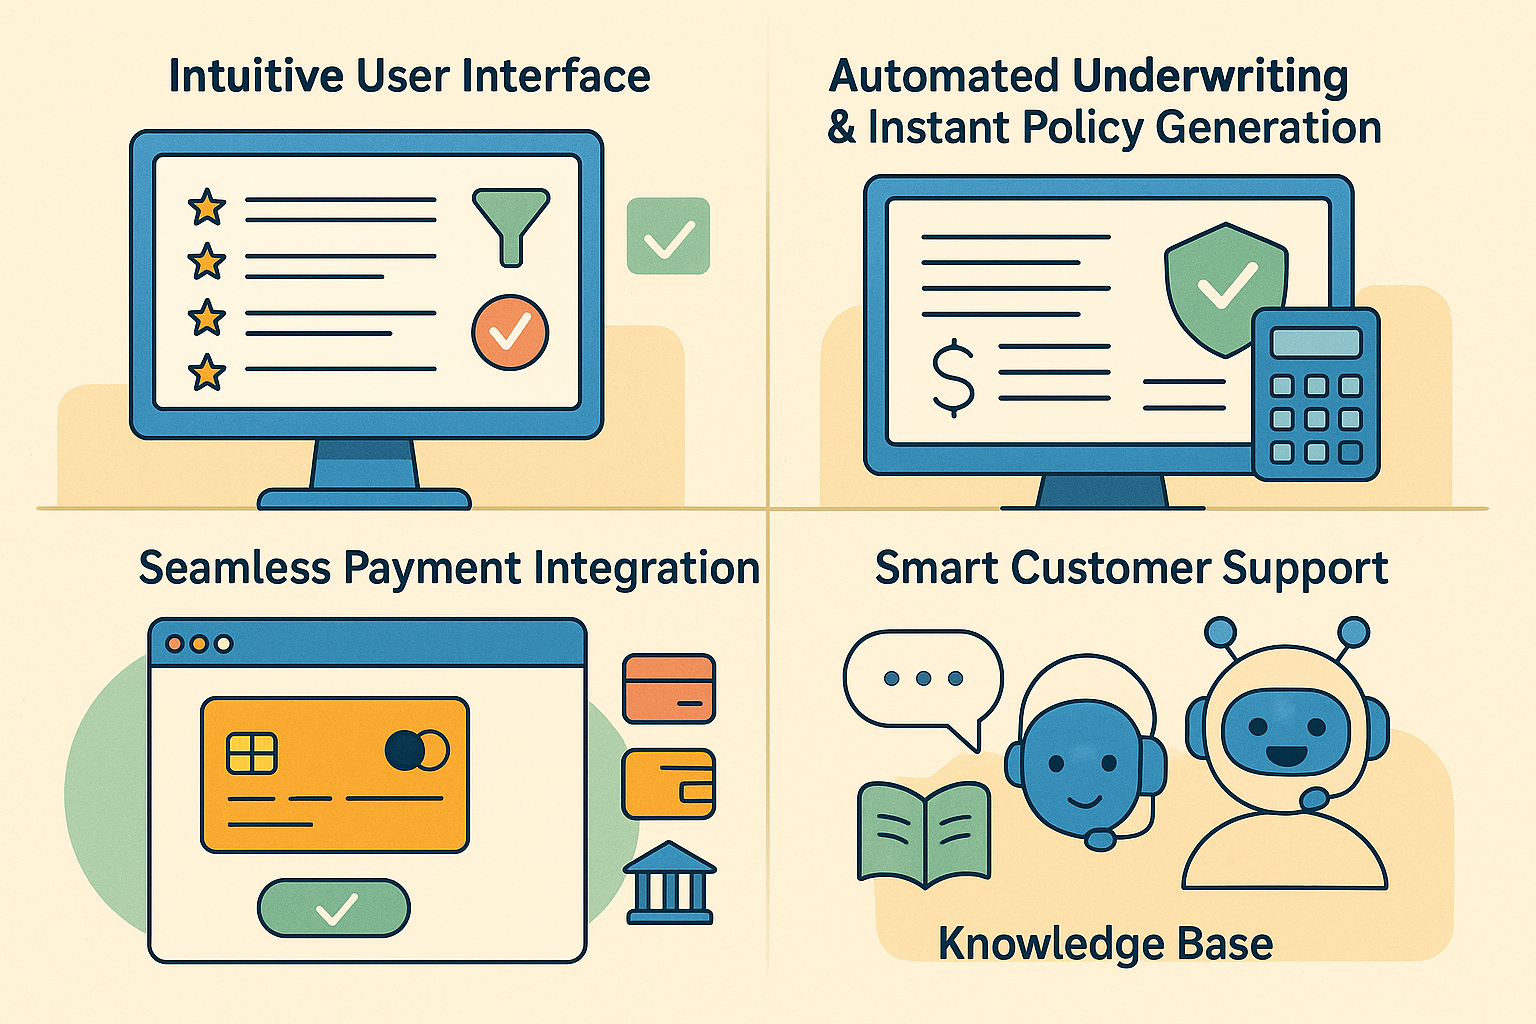 Intuitive User Interface
Automated Underwriting
& Instant Policy Generation
Seamless Payment Integration
Smart Customer Support
Knowledge Base